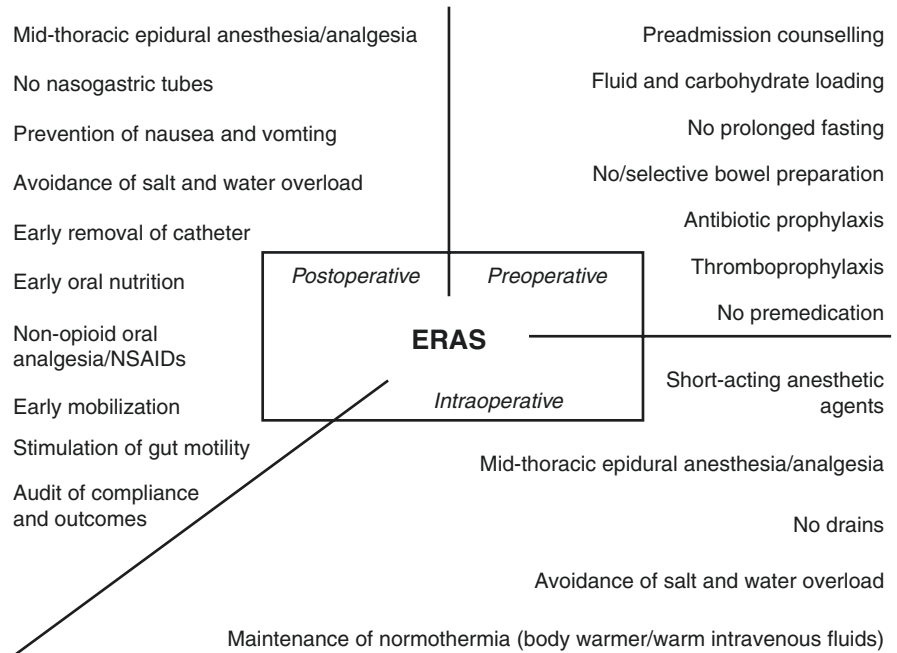 Mid-thoracic epidural anesthesia/analgesia
No nasogastric tubes
Prevention of nausea and vomting
Avoidance of salt and water overload
Early removal of catheter
Early oral nutrition
Non-opioid oral
analgesia/NSAIDs
Early mobilization
Stimulation of gut motility
Audit of compliance
and outcomes
Postoperative
Preoperative
ERAS
Intraoperative
Preadmission counselling
Fluid and carbohydrate loading
No prolonged fasting
No/selective bowel preparation
Antibiotic prophylaxis
Thromboprophylaxis
No premedication
Short-acting anesthetic
agents
Mid-thoracic epidural anesthesia/analgesia
No drains
Avoidance of salt and water overload
Maintenance of normothermia (body warmer/warm intravenous fluids)